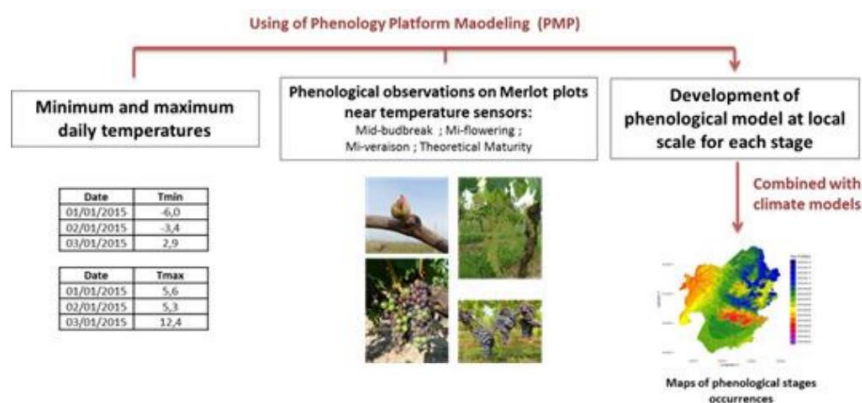 Using of Phenology Platform Maodeling (PMP)
Minimum and maximum
daily temperatures
Phenological observations on Merlot plots
near temperature sensors:
Mid-budbreak ; Mi-flowering ;
Mi-veraison ; Theoretical Maturity
Development of
phenological model at local
scale for each stage
Combined with
climate models
Date Tmin
01/01/2015 -6,0
02/01/2015 -3,4
03/01/2015 2,9
Date Tmax
01/01/2015 5,6
02/01/2015 5,3
03/01/2015 12,4
Maps of phenological stages
occurrences